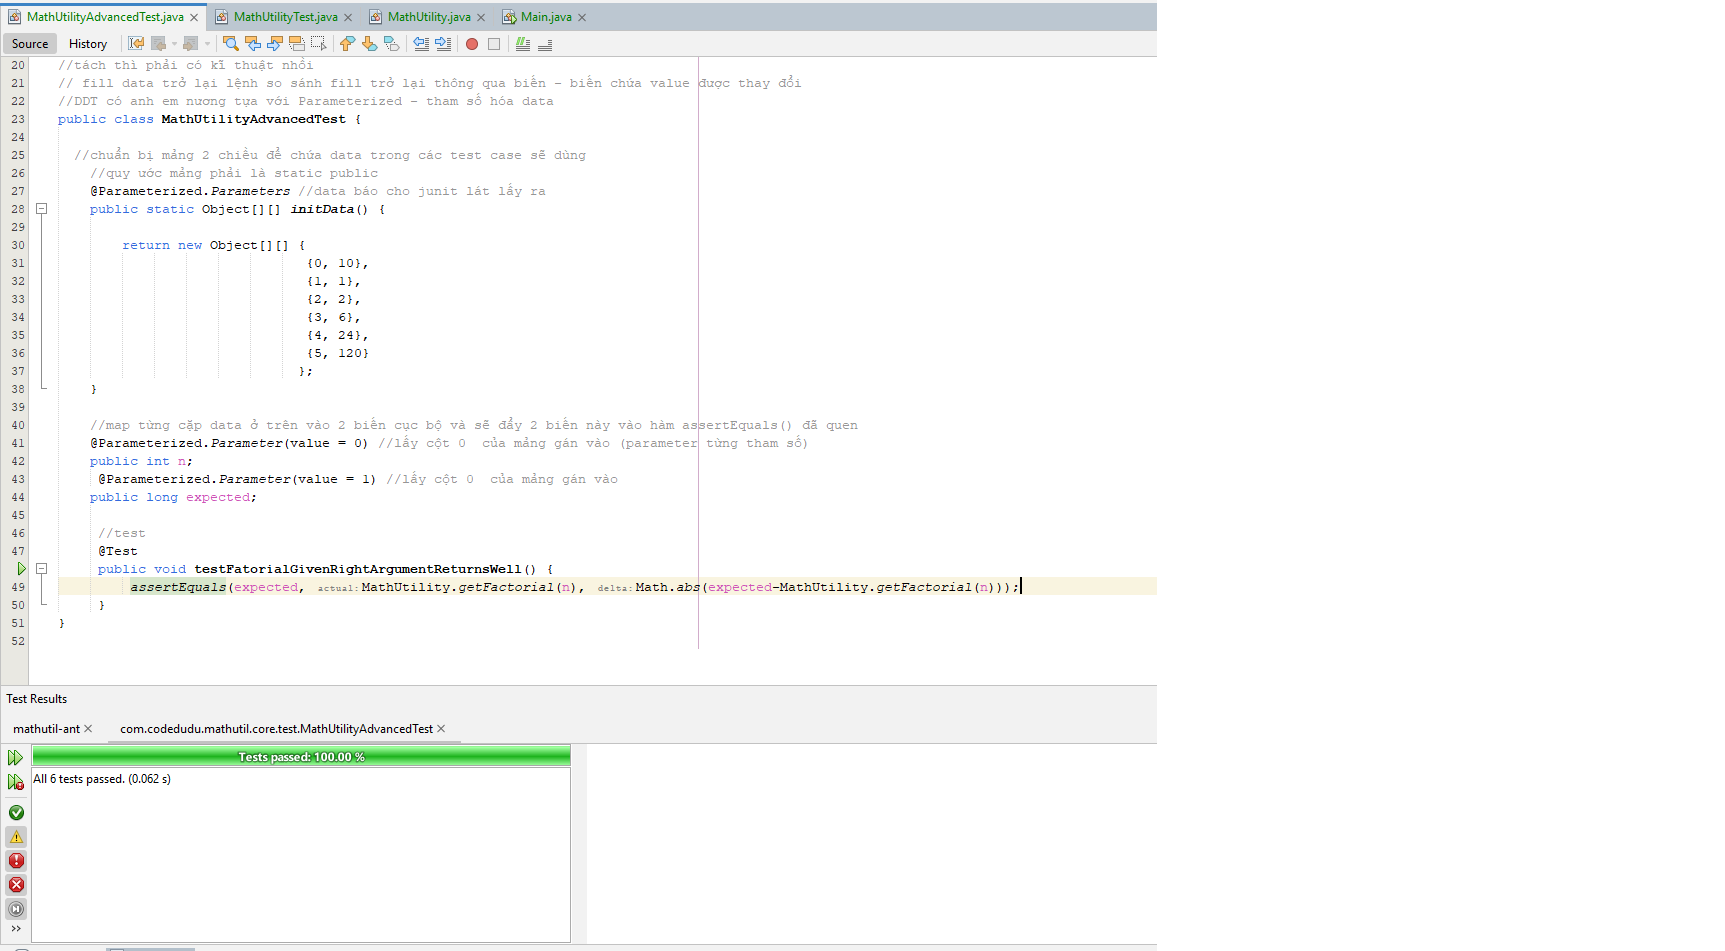 MathUtilityAdvancedTest.java MathUtilityTest.java MathUtility.java Main.java
Source History
20 //tách thì phải có kĩ thuật nhồi
21 // fill data trở lại lệnh so sánh fill trở lại thông qua biến - biến chứa value được thay đổi
22 //DDT có anh em nương tựa với Parameterized - tham số hóa data
23 public class MathUtilityAdvancedTest {
24
25 //chuẩn bị mảng 2 chiều để chứa data trong các test case sẽ dùng
26 //quy ước mảng phải là static public
27 @Parameterized.Parameters //data báo cho junit lát lấy ra
28 public static Object[][] initData() {
29
30 return new Object[][] {
31 {0, 10},
32 {1, 1},
33 {2, 2},
34 {3, 6},
35 {4, 24},
36 {5, 120}
37 };
38 }
39
40 //map từng cặp data ở trên vào 2 biến cục bộ và sẽ đẩy 2 biến này vào hàm assertEquals() đã quen
41 @Parameterized.Parameter(value = 0) //lấy cột 0  của mảng gán vào (parameter từng tham số)
42 public int n;
43 @Parameterized.Parameter(value = 1) //lấy cột 0  của mảng gán vào
44 public long expected;
45
46 //test
47 @Test
public void testFatorialGivenRightArgumentReturnsWell() {
49 assertEquals(expected, actual: MathUtility.getFactorial(n), delta: Math.abs(expected-MathUtility.getFactorial(n)));
50 }
51 }
52
Test Results
mathutil-ant com.codedudu.mathutil.core.test.MathUtilityAdvancedTest
Tests passed: 100.00 %
All 6 tests passed. (0.062 s)